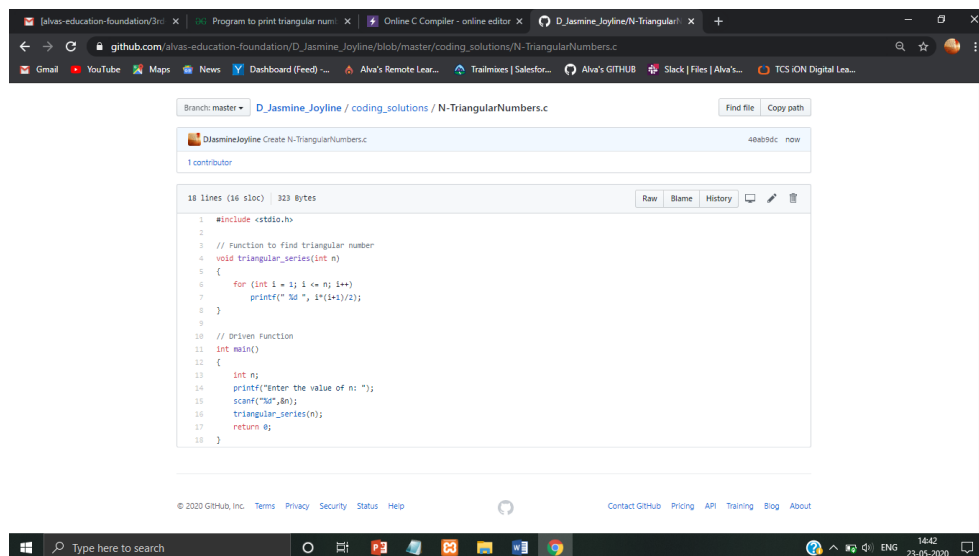 [alvas-education-foundation/3rd
Program to print triangular numb
Online C Compiler - online editor
D_Jasmine_Joyline/N-Triangular
github.com/alvas-education-foundation/D_Jasmine_Joyline/blob/master/coding_solutions/N-TriangularNumbers.c
Gmail YouTube Maps News Dashboard (Feed) -... Alva's Remote Lear... Trailmixes | Salesfor... Alva's GITHUB Slack | Files | Alva's... TCS iON Digital Lea...
Branch: master D_Jasmine_Joyline / coding_solutions / N-TriangularNumbers.c Find file Copy path
DJasmineJoyline Create N-TriangularNumbers.c 40ab9dc now
1 contributor
18 lines (16 sloc) 323 Bytes Raw Blame History
1 #include <stdio.h>
2
3 // Function to find triangular number
4 void triangular_series(int n)
5 {
6 for (int i = 1; i <= n; i++)
7 printf(" %d ", i*(i+1)/2);
8 }
9
10 // Driven Function
11 int main()
12 {
13 int n;
14 printf("Enter the value of n: ");
15 scanf("%d",&n);
16 triangular_series(n);
17 return 0;
18 }
© 2020 GitHub, Inc. Terms Privacy Security Status Help Contact GitHub Pricing API Training Blog About
Type here to search
ENG
14:42
23-05-2020